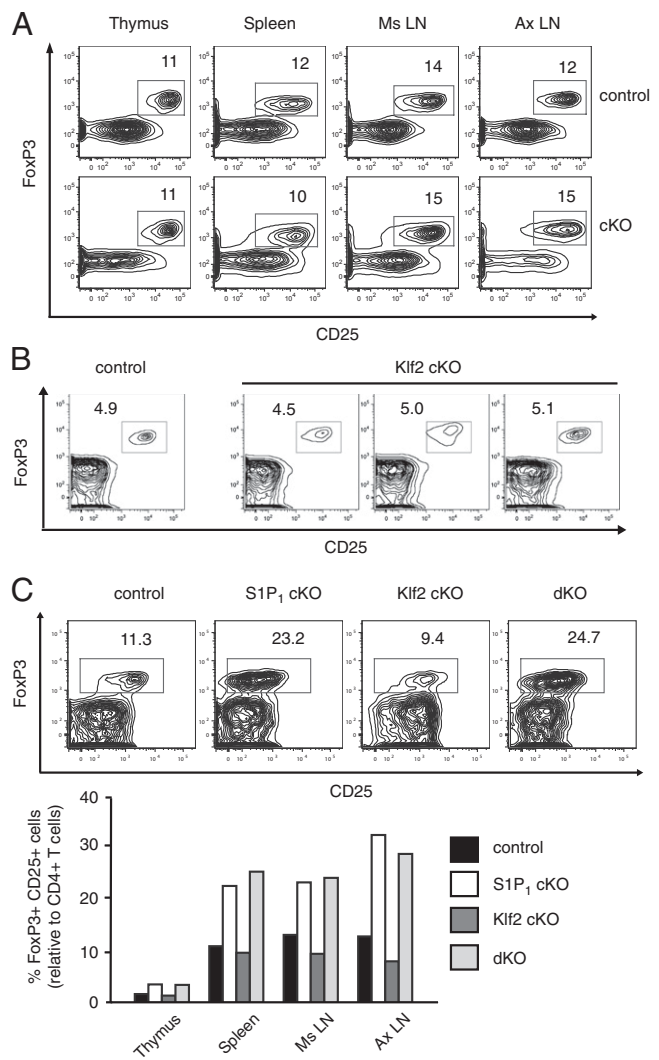 A
Thymus Spleen Ms LN Ax LN
11 12 14 12
control
11 10 15 15
cKO
FoxP3
CD25
B
control Klf2 cKO
4.9 4.5 5.0 5.1
FoxP3
CD25
C
control S1P1 cKO Klf2 cKO dKO
11.3 23.2 9.4 24.7
FoxP3
CD25
40
30
20
10
0
% FoxP3+ CD25+ cells
(relative to CD4+ T cells)
Thymus Spleen Ms LN Ax LN
control
S1P1 cKO
Klf2 cKO
dKO